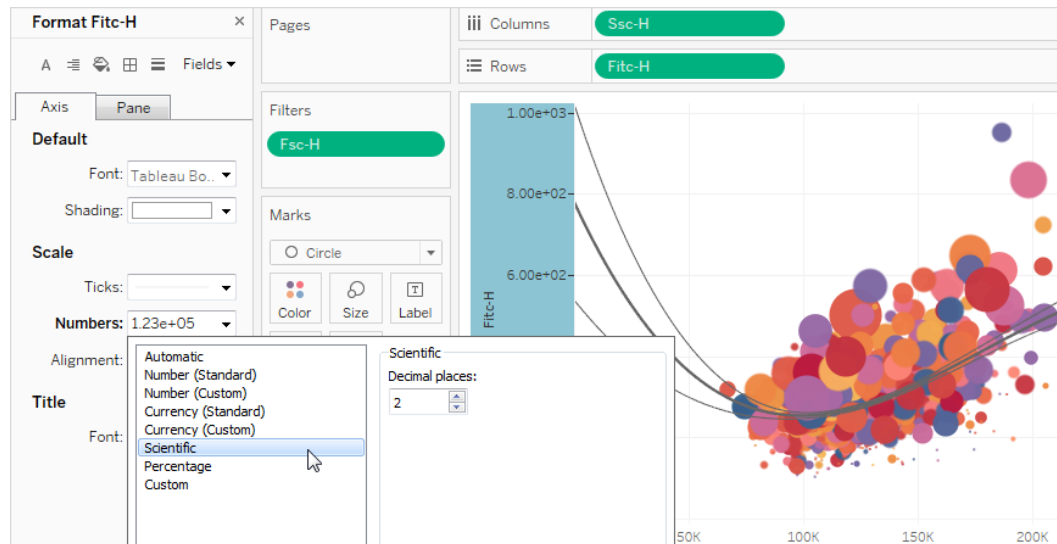 Format Fitc-H ×
A Fields
Axis Pane
Default
Font: Tableau Bo..
Shading:
Scale
Ticks:
Numbers: 1.23e+05
Alignment:
Title
Font:
Automatic
Number (Standard)
Number (Custom)
Currency (Standard)
Currency (Custom)
Scientific
Percentage
Custom
Scientific
Decimal places:
2
Pages
Filters
Fsc-H
Marks
Circle
Color Size T Label
Columns Ssc-H
Rows Fitc-H
1.00e+03
8.00e+02
6.00e+02
Fitc-H
50K 100K 150K 200K